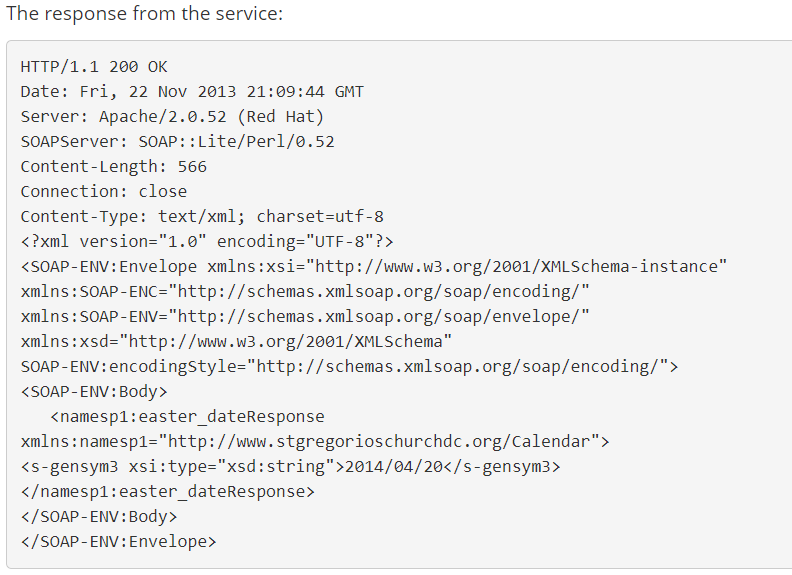 The response from the service:
HTTP/1.1 200 OK
Date: Fri, 22 Nov 2013 21:09:44 GMT
Server: Apache/2.0.52 (Red Hat)
SOAPServer: SOAP::Lite/Perl/0.52
Content-Length: 566
Connection: close
Content-Type: text/xml; charset=utf-8
<?xml version="1.0" encoding="UTF-8"?>
<SOAP-ENV:Envelope xmlns:xsi="http://www.w3.org/2001/XMLSchema-instance"
xmlns:SOAP-ENC="http://schemas.xmlsoap.org/soap/encoding/"
xmlns:SOAP-ENV="http://schemas.xmlsoap.org/soap/envelope/"
xmlns:xsd="http://www.w3.org/2001/XMLSchema"
SOAP-ENV:encodingStyle="http://schemas.xmlsoap.org/soap/encoding/">
<SOAP-ENV:Body>
   <namesp1:easter_dateResponse
xmlns:namesp1="http://www.stgregorioschurchdc.org/Calendar">
<s-gensym3 xsi:type="xsd:string">2014/04/20</s-gensym3>
</namesp1:easter_dateResponse>
</SOAP-ENV:Body>
</SOAP-ENV:Envelope>